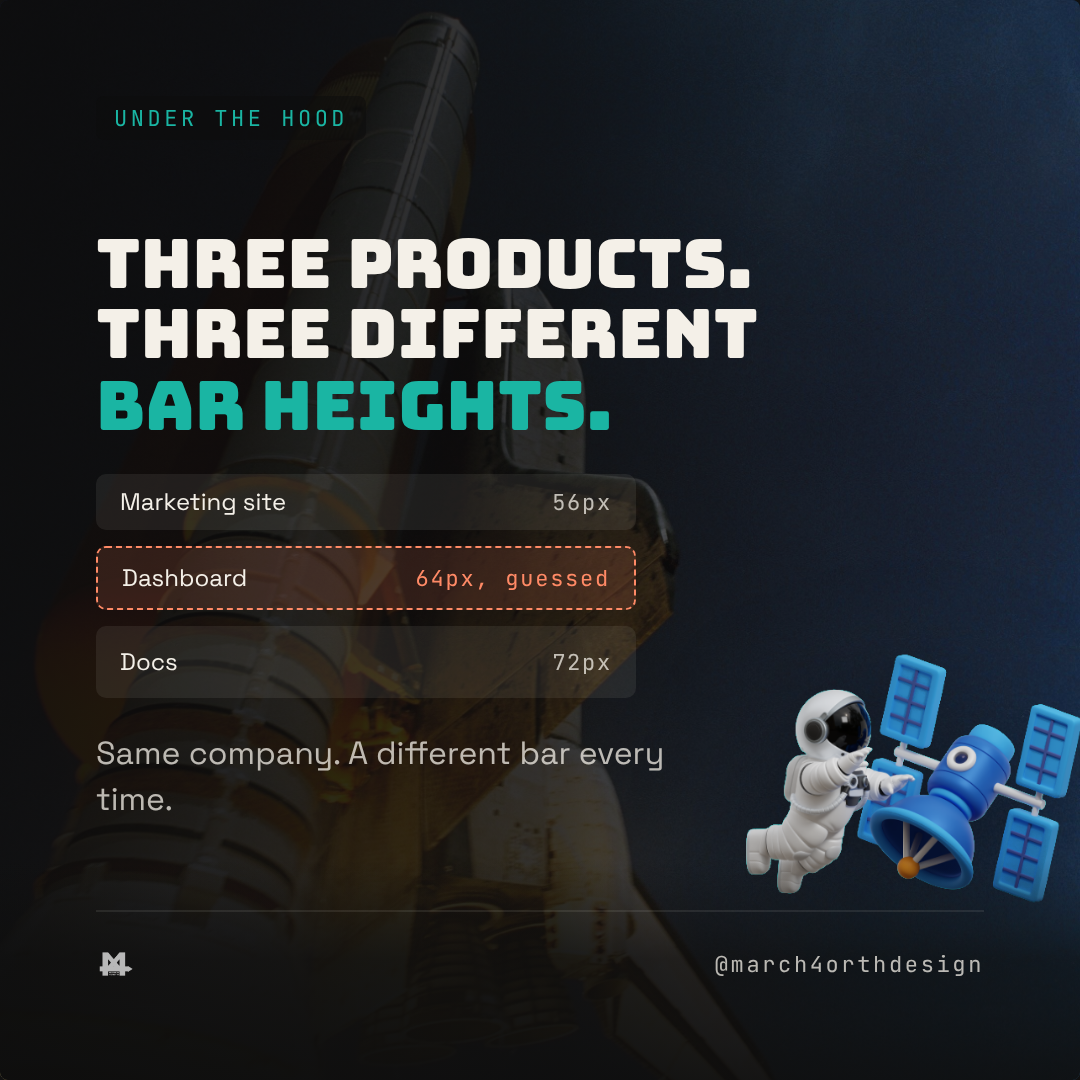 UNDER THE HOOD
THREE PRODUCTS.
THREE DIFFERENT
BAR HEIGHTS.
Marketing site 56px
Dashboard 64px, guessed
Docs 72px
Same company. A different bar every
time.
@march4orthdesign